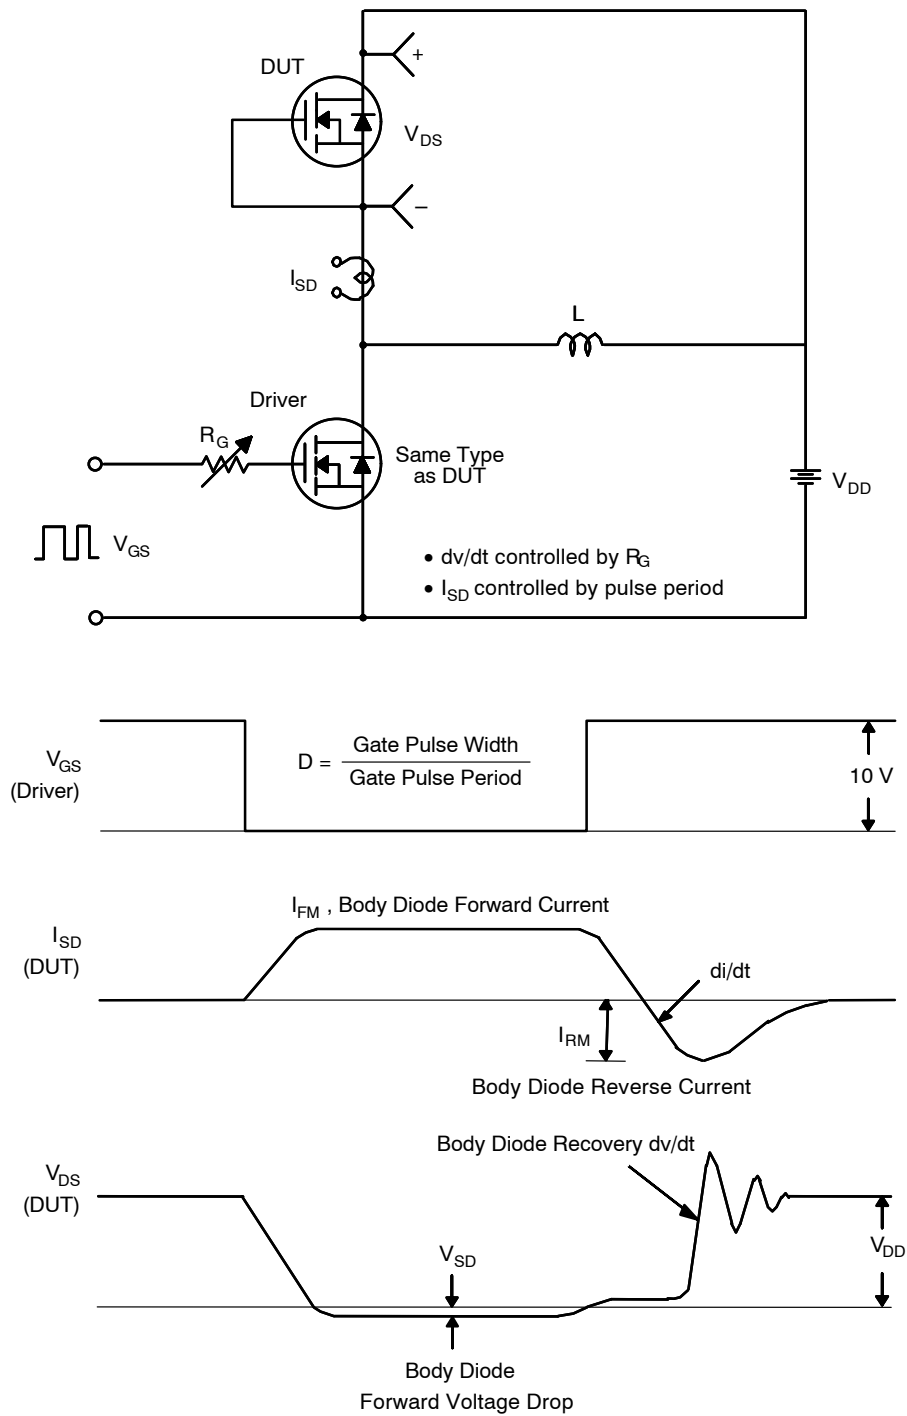 DUT
+
V_DS
−
I_SD
L
Driver
R_G
Same Type
as DUT
V_DD
V_GS
• dv/dt controlled by R_G
• I_SD controlled by pulse period
V_GS
(Driver)
D = Gate Pulse Width
Gate Pulse Period
10 V
I_FM , Body Diode Forward Current
I_SD
(DUT)
di/dt
I_RM
Body Diode Reverse Current
Body Diode Recovery dv/dt
V_DS
(DUT)
V_SD
V_DD
Body Diode
Forward Voltage Drop